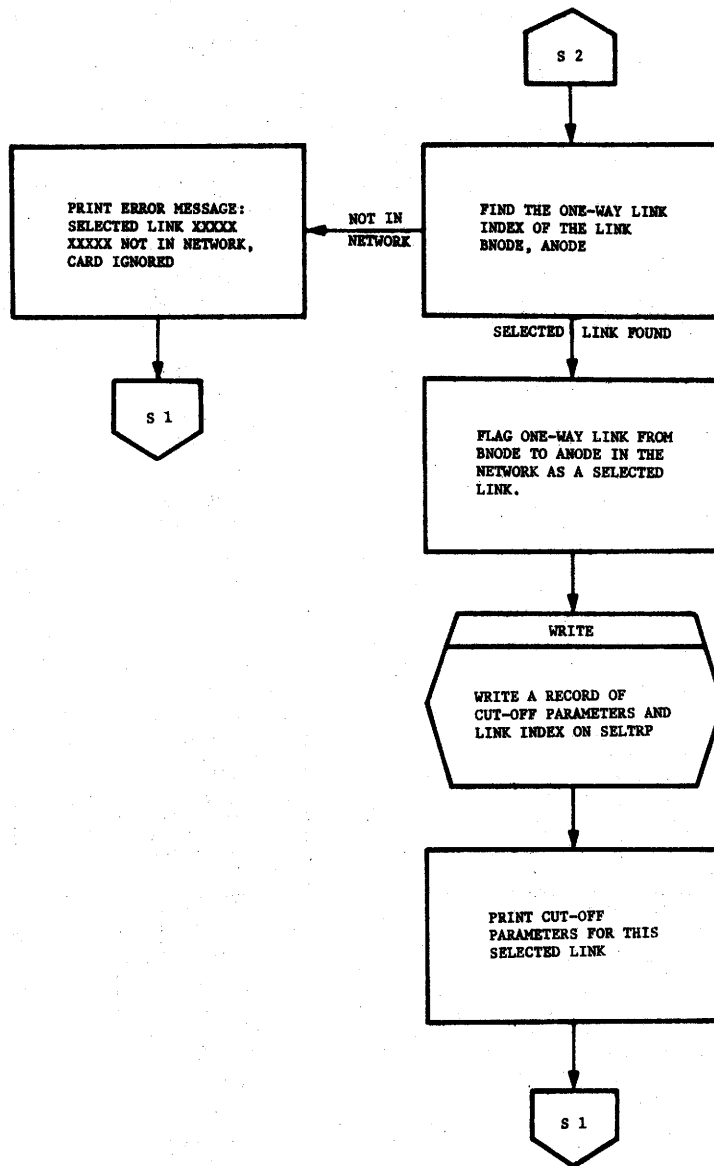 S 2
PRINT ERROR MESSAGE:
SELECTED LINK XXXXX
XXXXX NOT IN NETWORK,
CARD IGNORED
NOT IN
NETWORK
FIND THE ONE-WAY LINK
INDEX OF THE LINK
BNODE, ANODE
SELECTED LINK FOUND
S 1
FLAG ONE-WAY LINK FROM
BNODE TO ANODE IN THE
NETWORK AS A SELECTED
LINK.
WRITE
WRITE A RECORD OF
CUT-OFF PARAMETERS AND
LINK INDEX ON SELTRP
PRINT CUT-OFF
PARAMETERS FOR THIS
SELECTED LINK
S 1